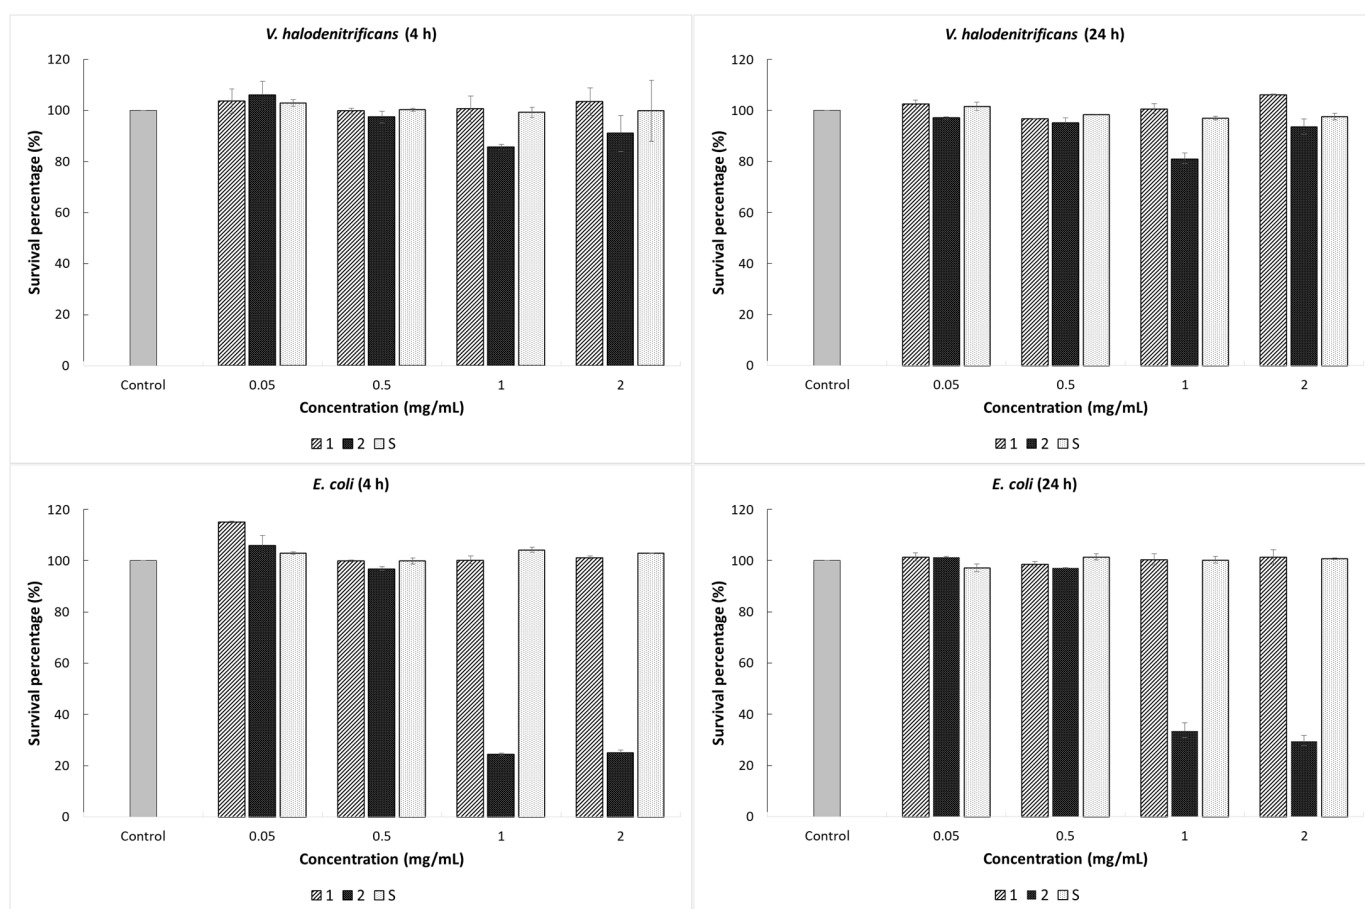 V. halodenitrificans (4 h)
Survival percentage (%)
120
100
80
60
40
20
0
Control 0.05 0.5 1 2
Concentration (mg/mL)
1 2 S
V. halodenitrificans (24 h)
Survival percentage (%)
120
100
80
60
40
20
0
Control 0.05 0.5 1 2
Concentration (mg/mL)
1 2 S
E. coli (4 h)
Survival percentage (%)
120
100
80
60
40
20
0
Control 0.05 0.5 1 2
Concentration (mg/mL)
1 2 S
E. coli (24 h)
Survival percentage (%)
120
100
80
60
40
20
0
Control 0.05 0.5 1 2
Concentration (mg/mL)
1 2 S